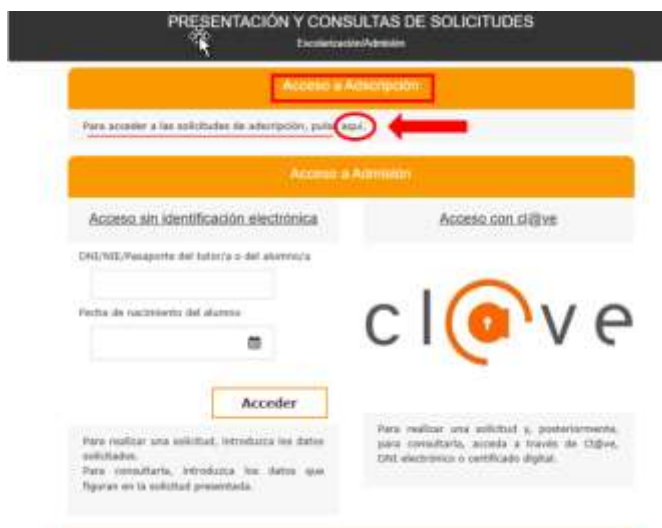 PRESENTACIÓN Y CONSULTAS DE SOLICITUDES
Escolarización/Admisión
Acceso a Adscripción
Para acceder a las solicitudes de adscripción, pulse aquí.
Acceso a Admisión
Acceso sin identificación electrónica
DNI/NIE/Pasaporte del tutor/a o del alumno/a
Fecha de nacimiento del alumno
Acceder
Para realizar una solicitud, introduzca los datos
solicitados.
Para consultarla, introduzca los datos que
figuran en la solicitud presentada.
Acceso con cl@ve
cl@ve
Para realizar una solicitud y, posteriormente,
para consultarla, acceda a través de Cl@ve,
DNI electrónico o certificado digital.